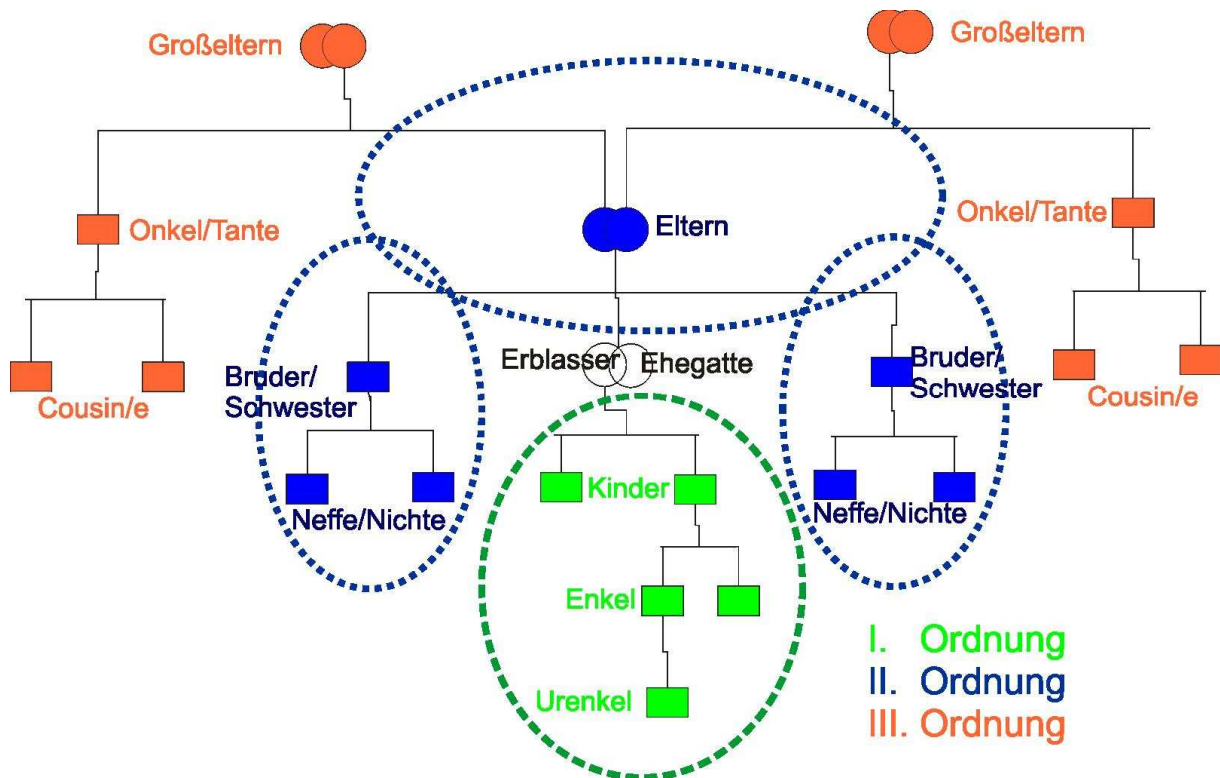 Großeltern
Großeltern
Onkel/Tante
Eltern
Onkel/Tante
Erblasser
Ehegatte
Bruder/
Schwester
Bruder/
Schwester
Cousin/e
Cousin/e
Kinder
Neffe/Nichte
Neffe/Nichte
Enkel
Urenkel
I. Ordnung
II. Ordnung
III. Ordnung